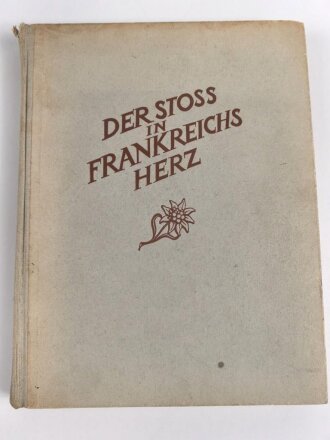 DER STOSS
IN
FRANKREICHS
HERZ